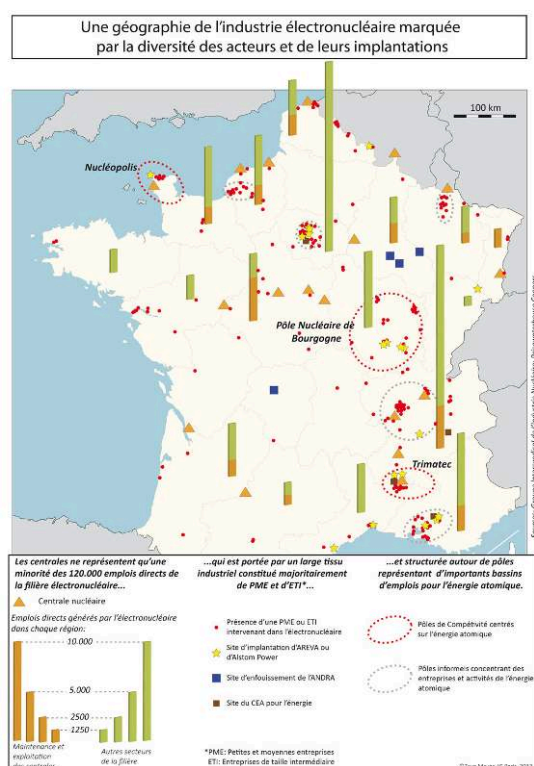 Une géographie de l'industrie électronucléaire marquée
par la diversité des acteurs et de leurs implantations
100 km
Nucléopolis
Pôle Nucléaire de
Bourgogne
Trimatec
Les centrales ne représentent qu'une
minorité des 120.000 emplois directs de
la filière électronucléaire...
Centrale nucléaire
Emplois directs générés par l'électronucléaire
dans chaque région:
10.000
5.000
2500
1250
Maintenance et
exploitation
des centrales
Autres secteurs
de la filière
...qui est portée par un large tissu
industriel constitué majoritairement
de PME et d'ETI*...
Présence d'une PME ou ETI
intervenant dans l'électronucléaire
Site d'implantation d'AREVA ou
d'Alstom Power
Site d'enfouissement de l'ANDRA
Site du CEA pour l'énergie
*PME: Petites et moyennes entreprises
ETI: Entreprises de taille intermédiaire
...et structurée autour de pôles
représentant d'importants bassins
d'emplois pour l'énergie atomique.
Pôles de Compétivité centrés
sur l'énergie atomique
Pôles informels concentrant des
entreprises et activités de l'énergie
atomique